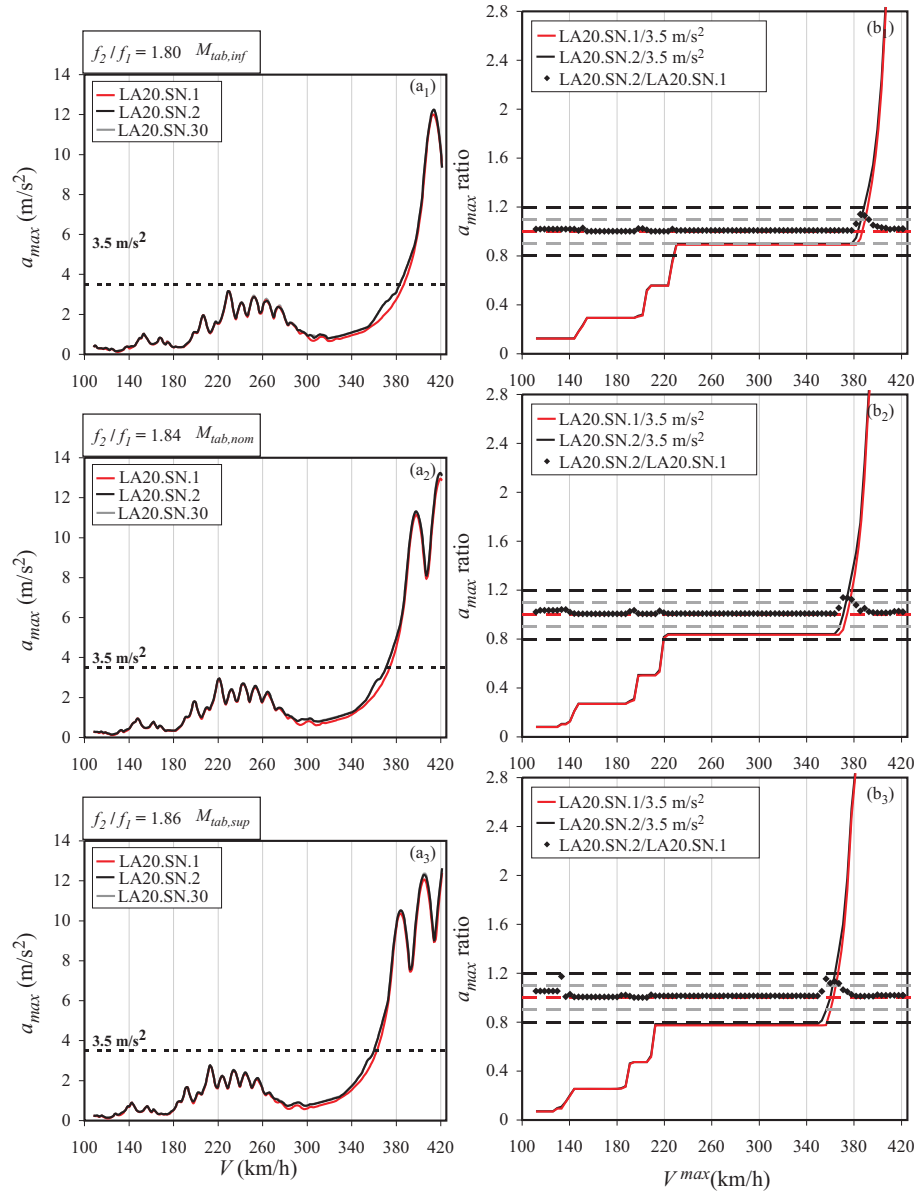 f2 / f1 = 1.80 Mtab,inf
(a1)
LA20.SN.1
LA20.SN.2
LA20.SN.30
3.5 m/s2
amax (m/s2)
14
12
10
8
6
4
2
0
100 140 180 220 260 300 340 380 420
(b1)
LA20.SN.1/3.5 m/s2
LA20.SN.2/3.5 m/s2
LA20.SN.2/LA20.SN.1
amax ratio
2.8
2.4
2.0
1.6
1.2
0.8
0.4
0
100 140 180 220 260 300 340 380 420
f2 / f1 = 1.84 Mtab,nom
(a2)
LA20.SN.1
LA20.SN.2
LA20.SN.30
3.5 m/s2
amax (m/s2)
14
12
10
8
6
4
2
0
100 140 180 220 260 300 340 380 420
(b2)
LA20.SN.1/3.5 m/s2
LA20.SN.2/3.5 m/s2
LA20.SN.2/LA20.SN.1
amax ratio
2.8
2.4
2.0
1.6
1.2
0.8
0.4
0
100 140 180 220 260 300 340 380 420
f2 / f1 = 1.86 Mtab,sup
(a3)
LA20.SN.1
LA20.SN.2
LA20.SN.30
3.5 m/s2
amax (m/s2)
14
12
10
8
6
4
2
0
100 140 180 220 260 300 340 380 420
V (km/h)
(b3)
LA20.SN.1/3.5 m/s2
LA20.SN.2/3.5 m/s2
LA20.SN.2/LA20.SN.1
amax ratio
2.8
2.4
2.0
1.6
1.2
0.8
0.4
0
100 140 180 220 260 300 340 380 420
Vmax(km/h)